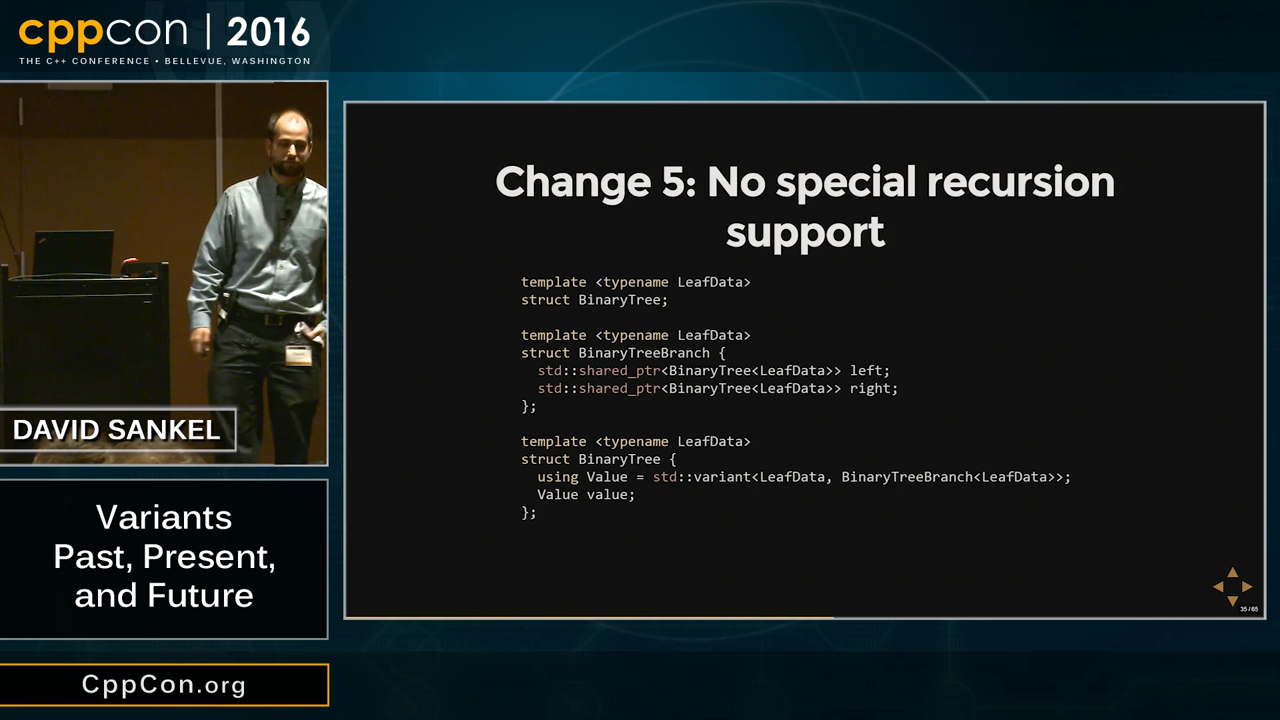 cppcon | 2016
THE C++ CONFERENCE • BELLEVUE, WASHINGTON
DAVID SANKEL
Variants
Past, Present,
and Future
CppCon.org
Change 5: No special recursion
support
template <typename LeafData>
struct BinaryTree;
template <typename LeafData>
struct BinaryTreeBranch {
  std::shared_ptr<BinaryTree<LeafData>> left;
  std::shared_ptr<BinaryTree<LeafData>> right;
};
template <typename LeafData>
struct BinaryTree {
  using Value = std::variant<LeafData, BinaryTreeBranch<LeafData>>;
  Value value;
};
35 / 65